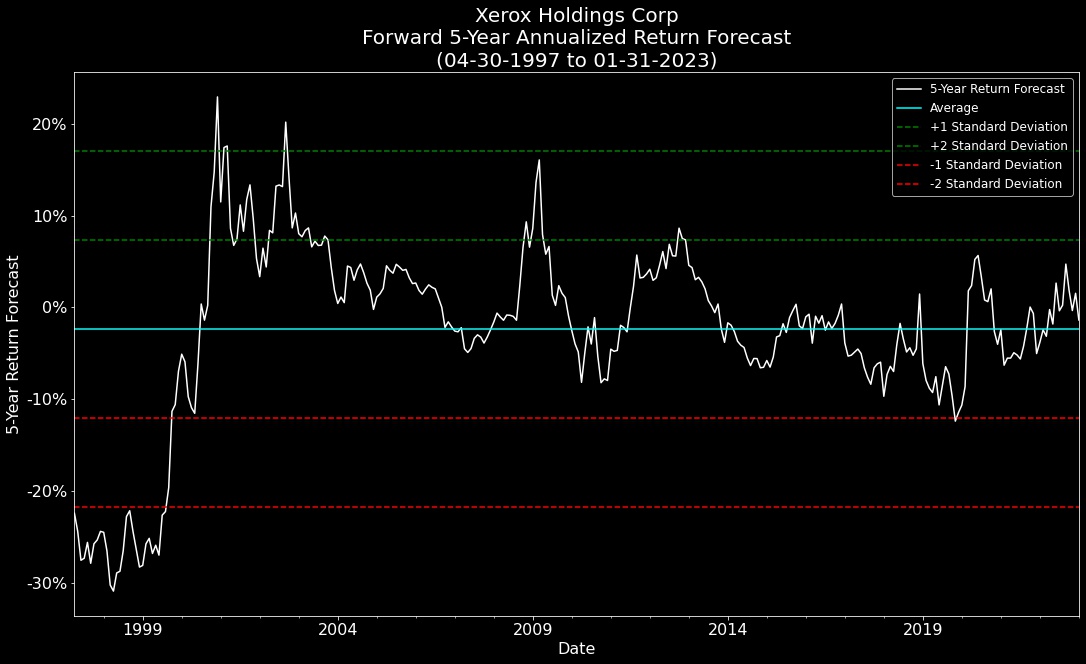 Xerox Holdings Corp
Forward 5-Year Annualized Return Forecast
(04-30-1997 to 01-31-2023)
5-Year Return Forecast
Average
+1 Standard Deviation
+2 Standard Deviation
-1 Standard Deviation
-2 Standard Deviation
5-Year Return Forecast
20%
10%
0%
-10%
-20%
-30%
1999
2004
2009
2014
2019
Date